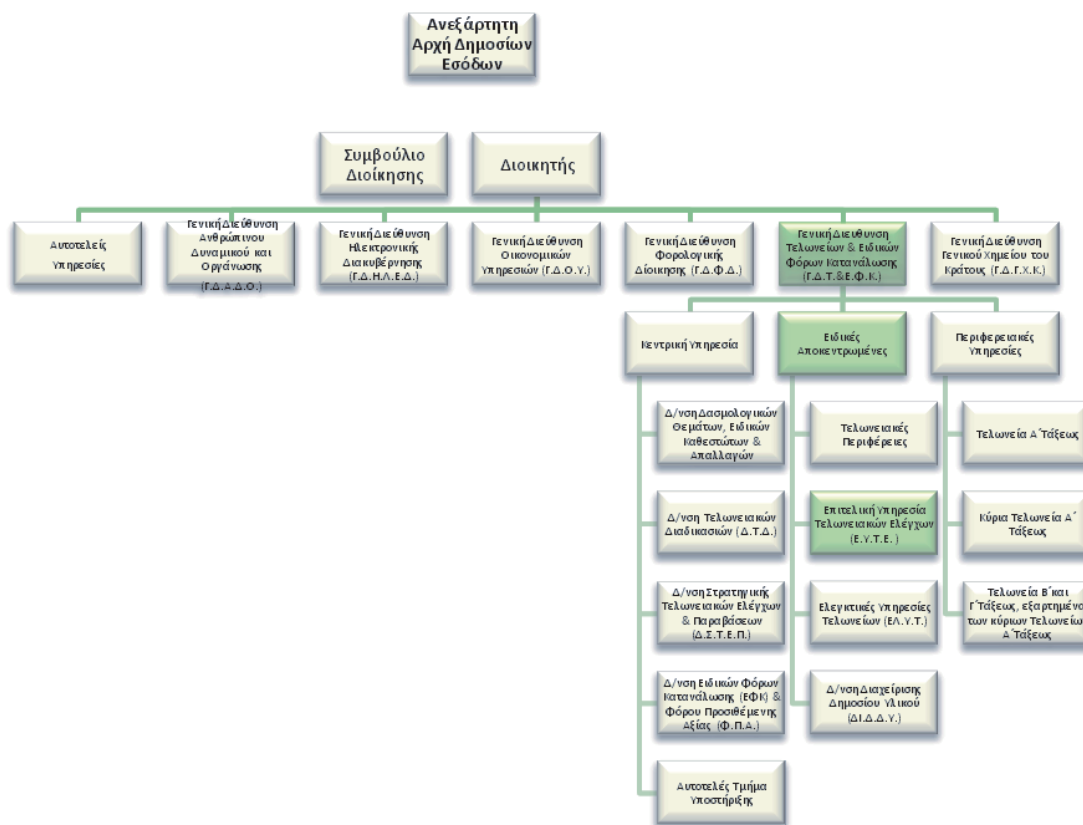 Ανεξάρτητη
Αρχή Δημοσίων
Εσόδων
Συμβούλιο
Διοίκησης
Διοικητής
Αυτοτελείς
Υπηρεσίες
Γενική Διεύθυνση
Ανθρώπινου
Δυναμικού και
Οργάνωσης
(Γ.Δ.Α.Δ.Ο.)
Γενική Διεύθυνση
Ηλεκτρονικής
Διακυβέρνησης
(Γ.Δ.Η.Λ.Ε.Δ.)
Γενική Διεύθυνση
Οικονομικών
Υπηρεσιών (Γ.Δ.Ο.Υ.)
Γενική Διεύθυνση
Φορολογικής
Δίοικησης (Γ.Δ.Φ.Δ.)
Γενική Διεύθυνση
Τελωνείων & Ειδικών
Φόρων Κατανάλωσης
(Γ.Δ.Τ.&Ε.Φ.Κ.)
Γενική Διεύθυνση
Γενικού Χημείου του
Κράτους (Γ.Δ.Γ.Χ.Κ.)
Κεντρική Υπηρεσία
Ειδικές
Αποκεντρωμένες
Περιφερειακές
Υπηρεσίες
Δ/νση Δασμολογικών
Θεμάτων, Ειδικών
Καθεστώτων &
Απαλλαγών
Δ/νση Τελωνειακών
Διαδικασιών (Δ.Τ.Δ.)
Δ/νση Στρατηγικής
Τελωνειακών Ελέγχων
& Παραβάσεων
(Δ.Σ.Τ.Ε.Π.)
Δ/νση Ειδικών Φόρων
Κατανάλωσης (ΕΦΚ) &
Φόρου Προσιθέμενης
Αξίας (Φ.Π.Α.)
Αυτοτελές Τμήμα
Υποστήριξης
Τελωνειακές
Περιφέρειες
Επιτελική Υπηρεσία
Τελωνειακών Ελέγχων
(Ε.Υ.Τ.Ε. )
Ελεγκτικές Υπηρεσίες
Τελωνείων (ΕΛ.Υ.Τ.)
Δ/νση Διαχείρισης
Δημοσίου Υλικού
(ΔΙ.Δ.Δ.Υ.)
Τελωνεία Α΄Τάξεως
Κύρια Τελωνεία Α΄
Τάξεως
Τελωνεία Β΄και
Γ΄Τάξεως, εξαρτημένα
των κύριων Τελωνείων
Α΄Τάξεως